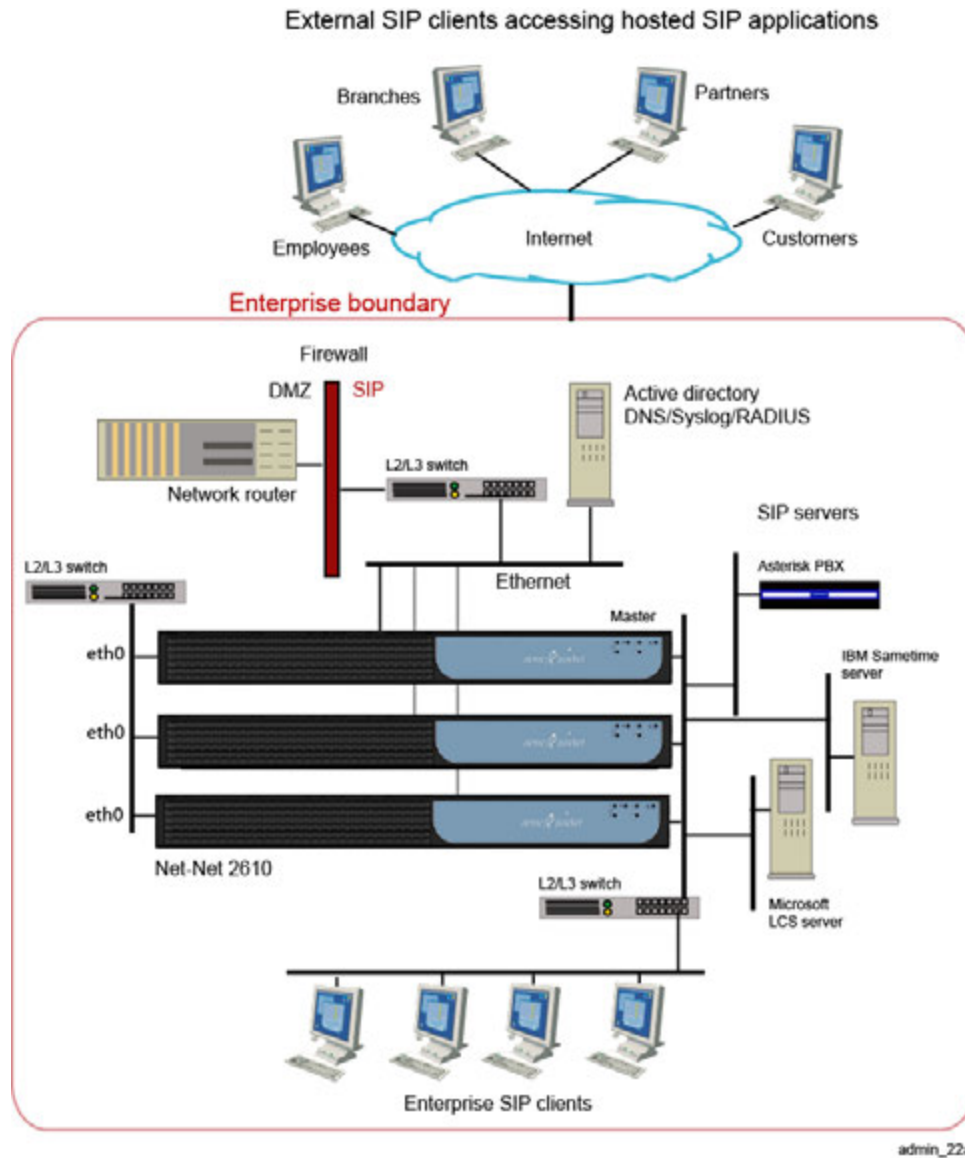 External SIP clients accessing hosted SIP applications
Branches
Partners
Employees
Internet
Customers
Enterprise boundary
Firewall
DMZ
SIP
Active directory
DNS/Syslog/RADIUS
L2/L3 switch
Network router
SIP servers
L2/L3 switch
Ethernet
Asterisk PBX
Master
eth0
IBM Sametime
server
eth0
eth0
Net-Net 2610
L2/L3 switch
Microsoft
LCS server
Enterprise SIP clients